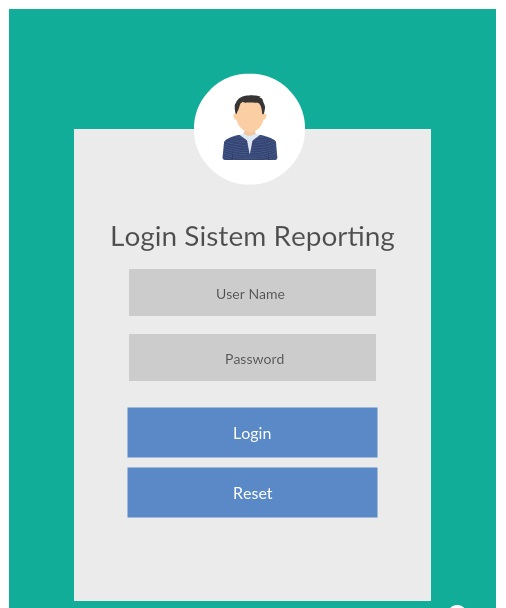 Login Sistem Reporting
User Name
Password
Login
Reset